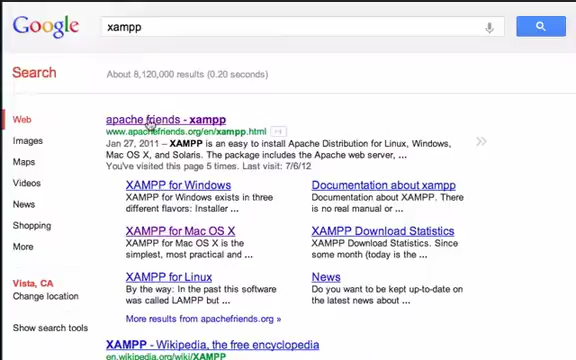 Google
xampp
Search
About 8,120,000 results (0.20 seconds)
Web
Images
Maps
Videos
News
Shopping
More
Vista, CA
Change location
Show search tools
apache friends - xampp
www.apachefriends.org/en/xampp.html
Jan 27, 2011 – XAMPP is an easy to install Apache Distribution for Linux, Windows,
Mac OS X, and Solaris. The package includes the Apache web server, ...
You've visited this page 5 times. Last visit: 7/6/12
XAMPP for Windows
XAMPP for Windows exists in three
different flavors: Installer ...
Documentation about xampp
Documentation about XAMPP. There
is no real manual or ...
XAMPP for Mac OS X
XAMPP for Mac OS X is the
simplest, most practical and ...
XAMPP Download Statistics
XAMPP Download Statistics. Since
some month (today is the ...
XAMPP for Linux
By the way: In the past this software
was called LAMPP but ...
News
Do you want to be kept up-to-date on
the latest news about ...
More results from apachefriends.org »
XAMPP - Wikipedia, the free encyclopedia
en.wikipedia.org/wiki/XAMPP